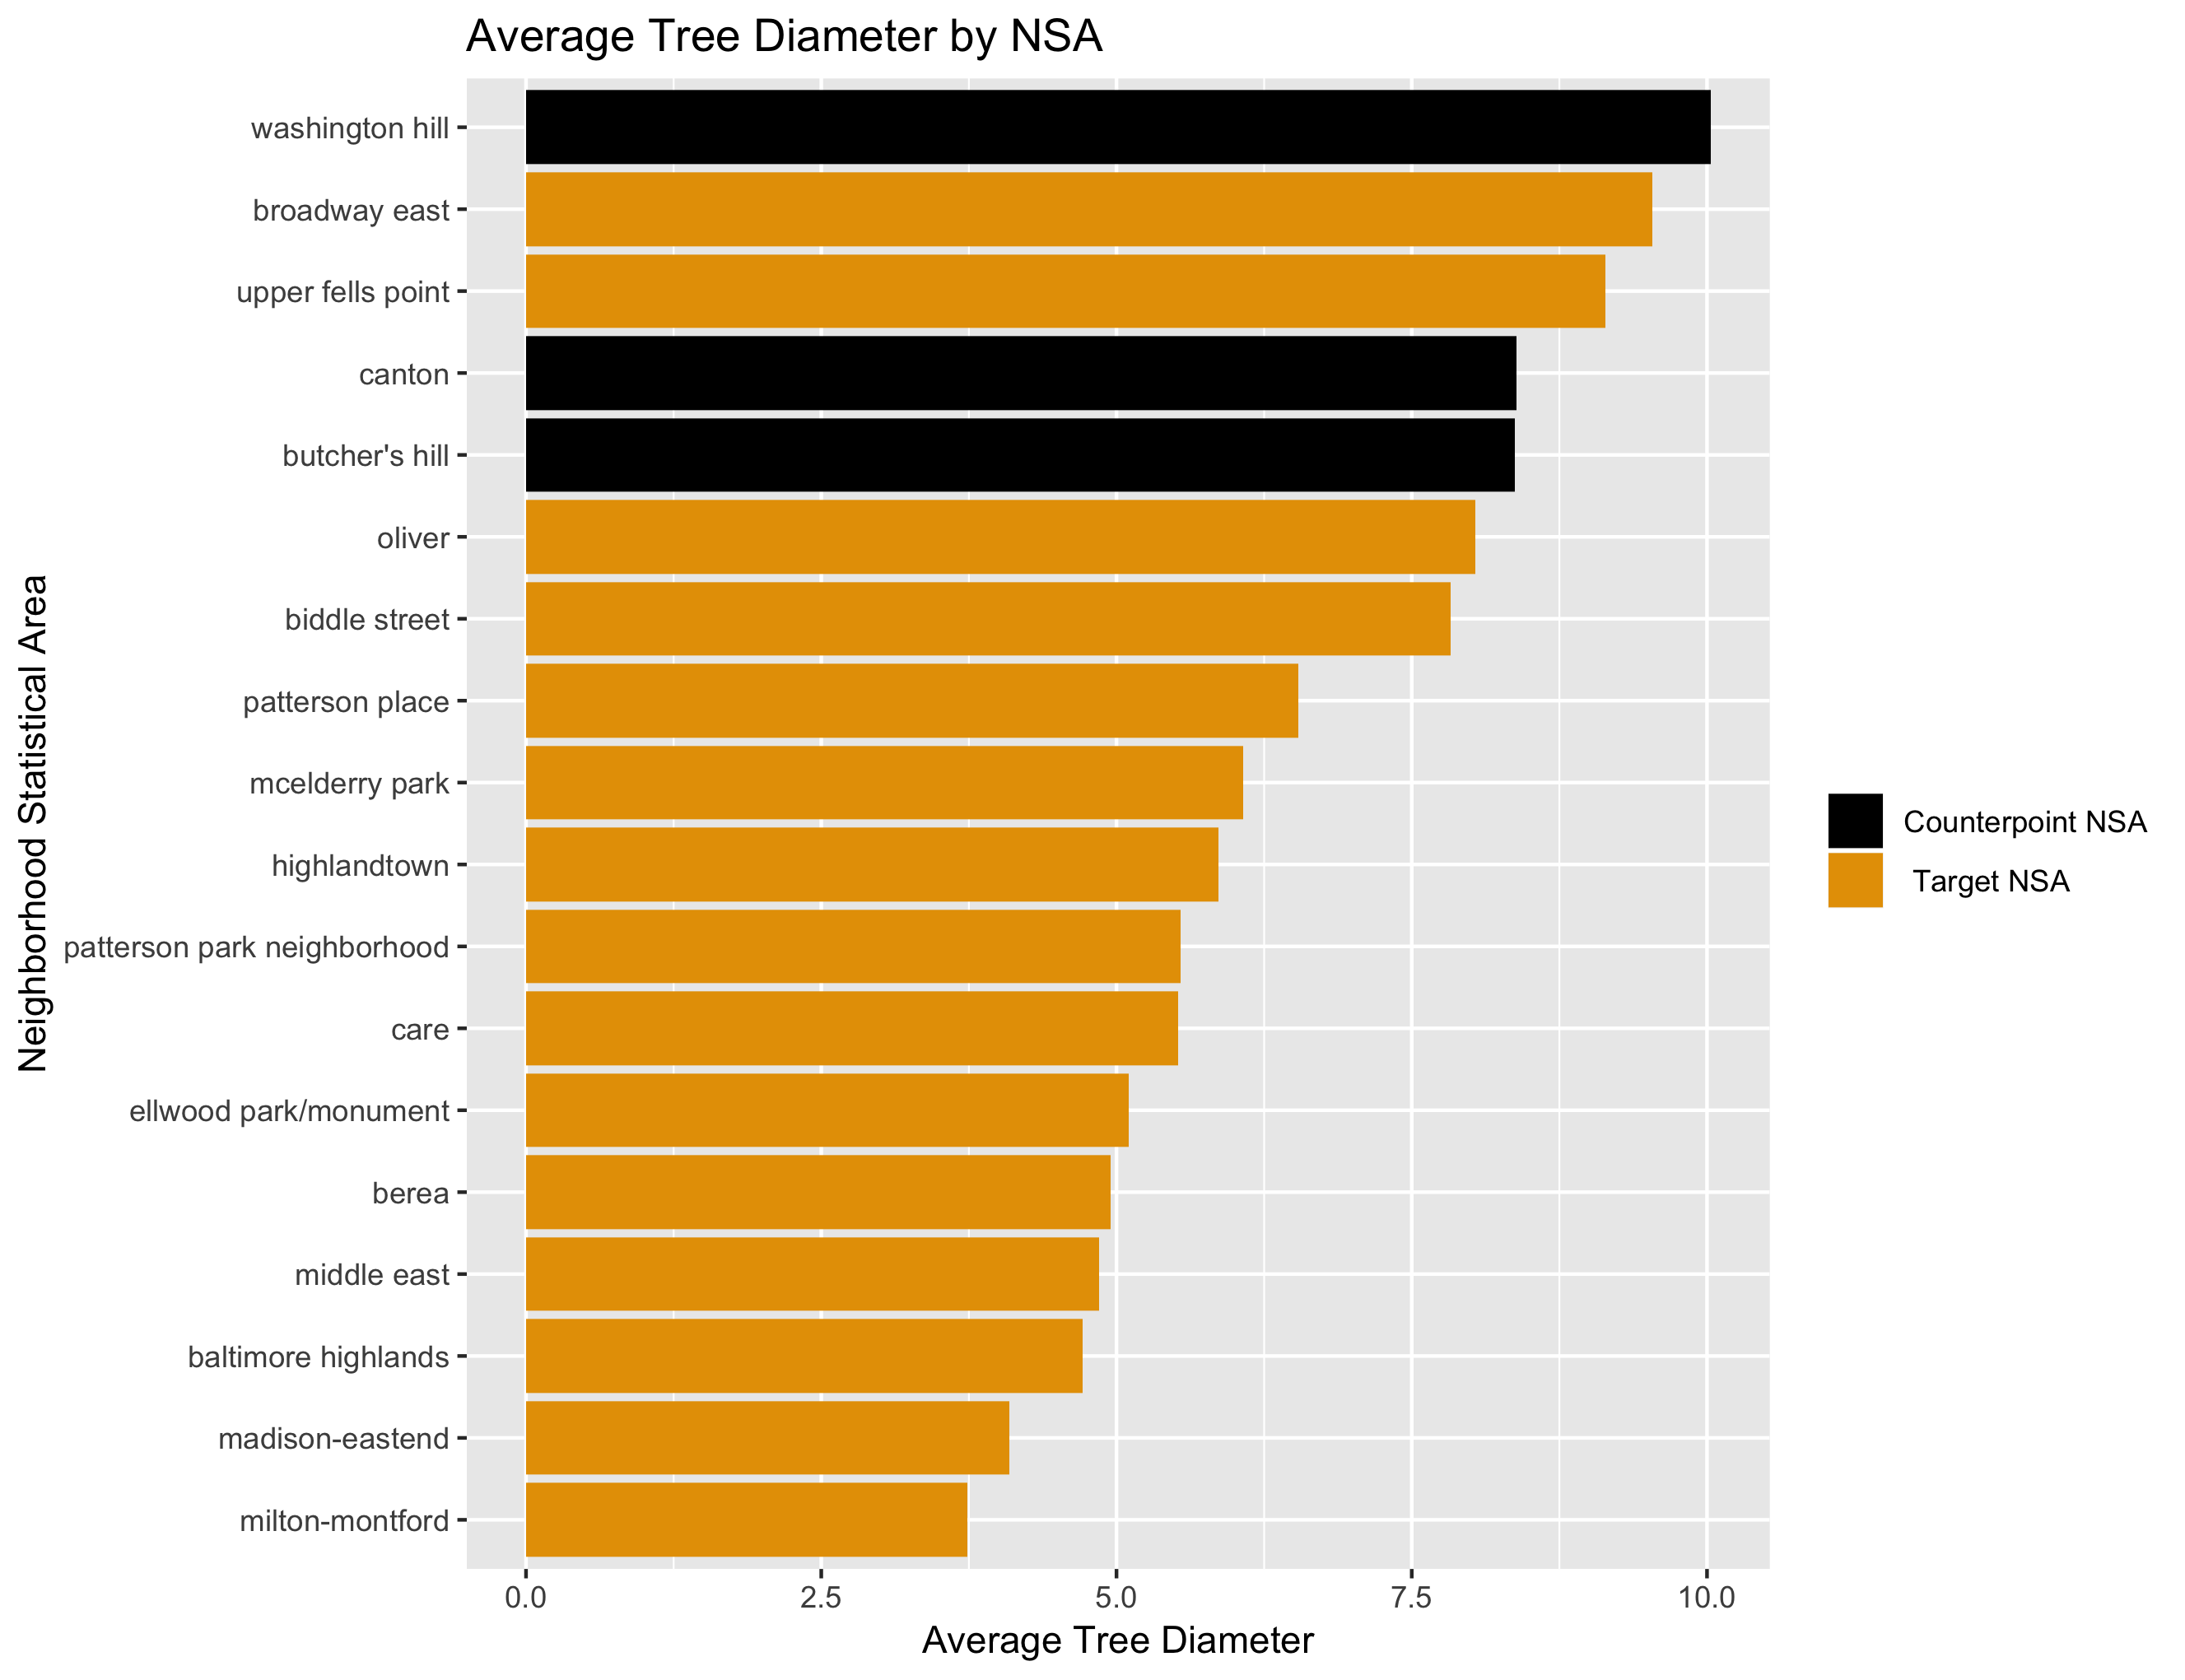 Average Tree Diameter by NSA
Neighborhood Statistical Area
washington hill
broadway east
upper fells point
canton
butcher's hill
oliver
biddle street
patterson place
mcelderry park
highlandtown
patterson park neighborhood
care
ellwood park/monument
berea
middle east
baltimore highlands
madison-eastend
milton-montford
0.0 2.5 5.0 7.5 10.0
Average Tree Diameter
Counterpoint NSA
Target NSA